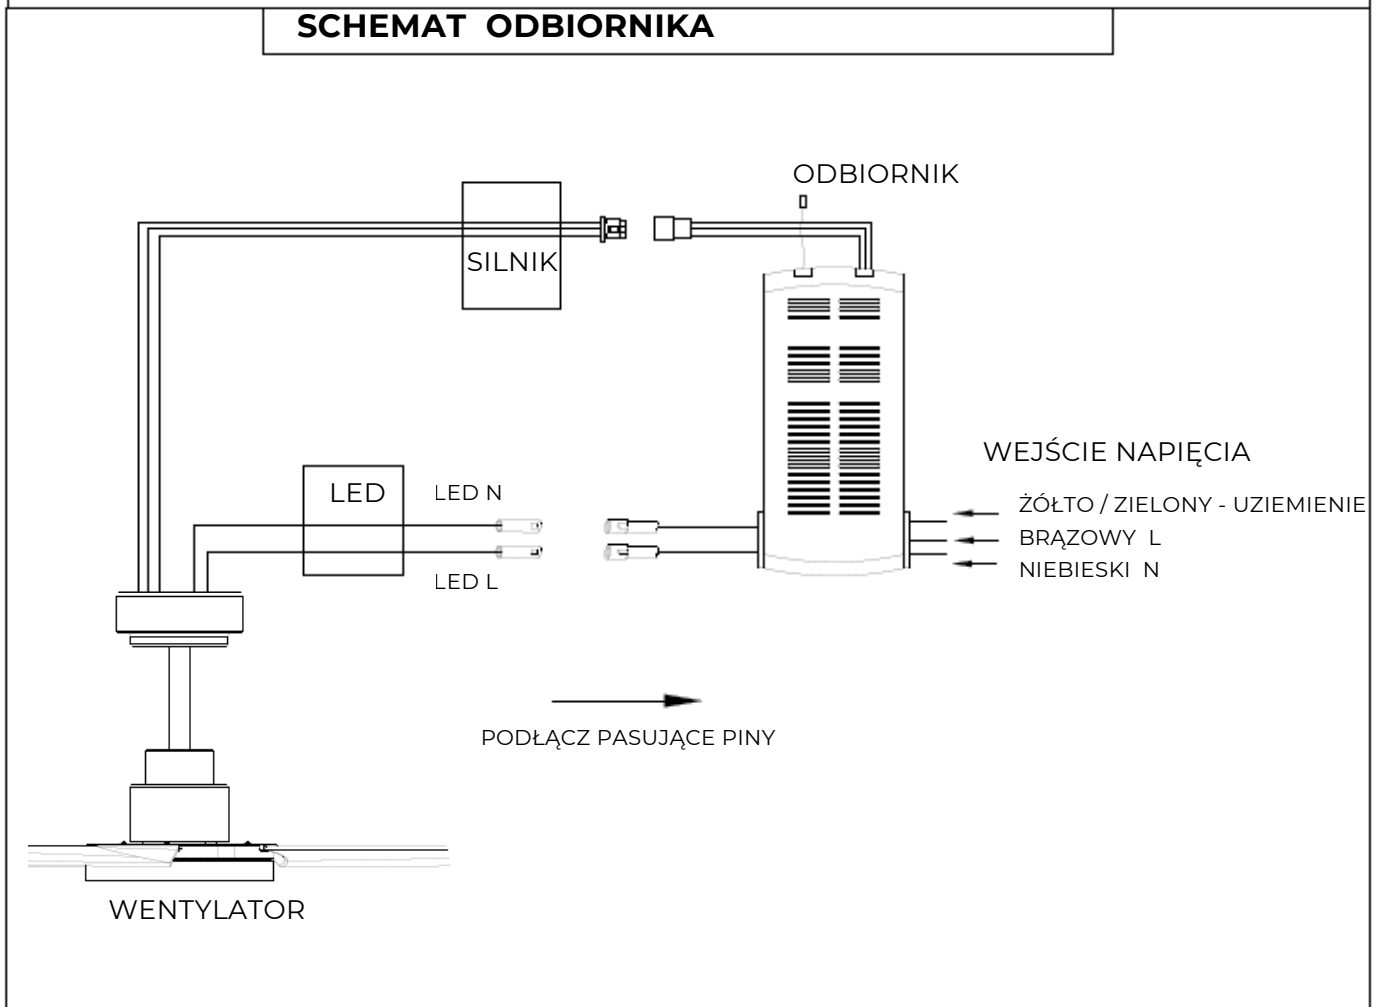 SCHEMAT ODBIORNIKA
ODBIORNIK
SILNIK
WEJŚCIE NAPIĘCIA
LED
LED N
ŻÓŁTO / ZIELONY - UZIEMIENIE
BRĄZOWY L
NIEBIESKI N
LED L
PODŁĄCZ PASUJĄCE PINY
WENTYLATOR